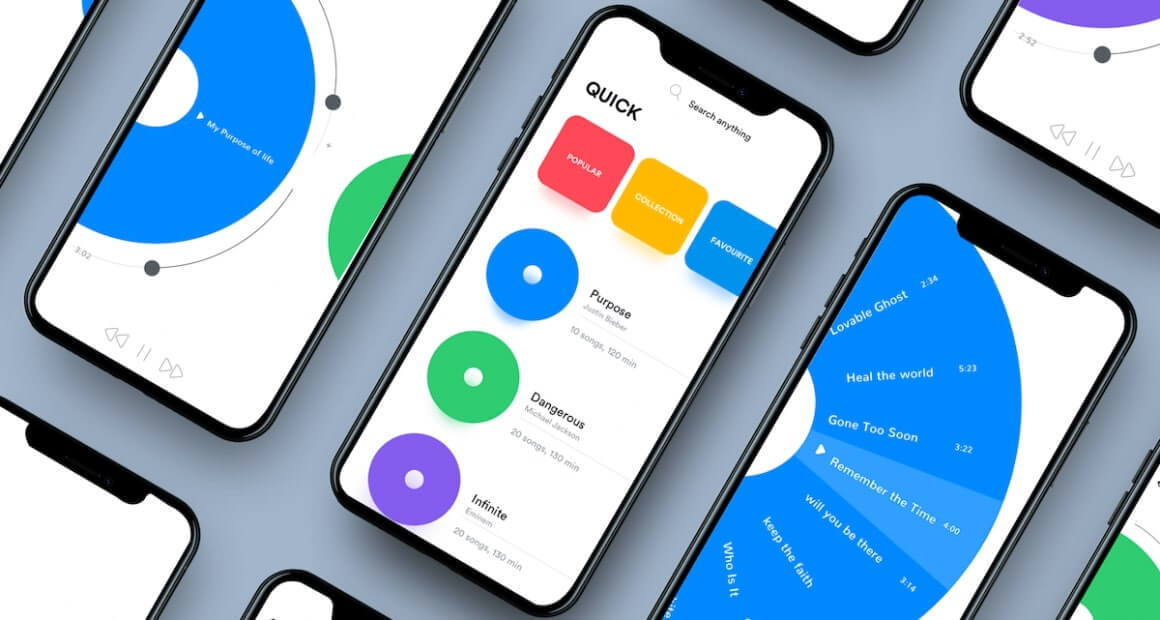 My Purpose of life
3:02
QUICK
Search anything
POPULAR
COLLECTION
FAVOURITE
Purpose
Justin Bieber
10 songs, 120 min
Dangerous
Michael Jackson
20 songs, 130 min
Infinite
Eminem
20 songs, 130 min
2:52
Lovable Ghost 2:34
Heal the world 5:23
Gone Too Soon 3:22
Remember the Time 4:00
will you be there 3:14
keep the faith
Who Is It